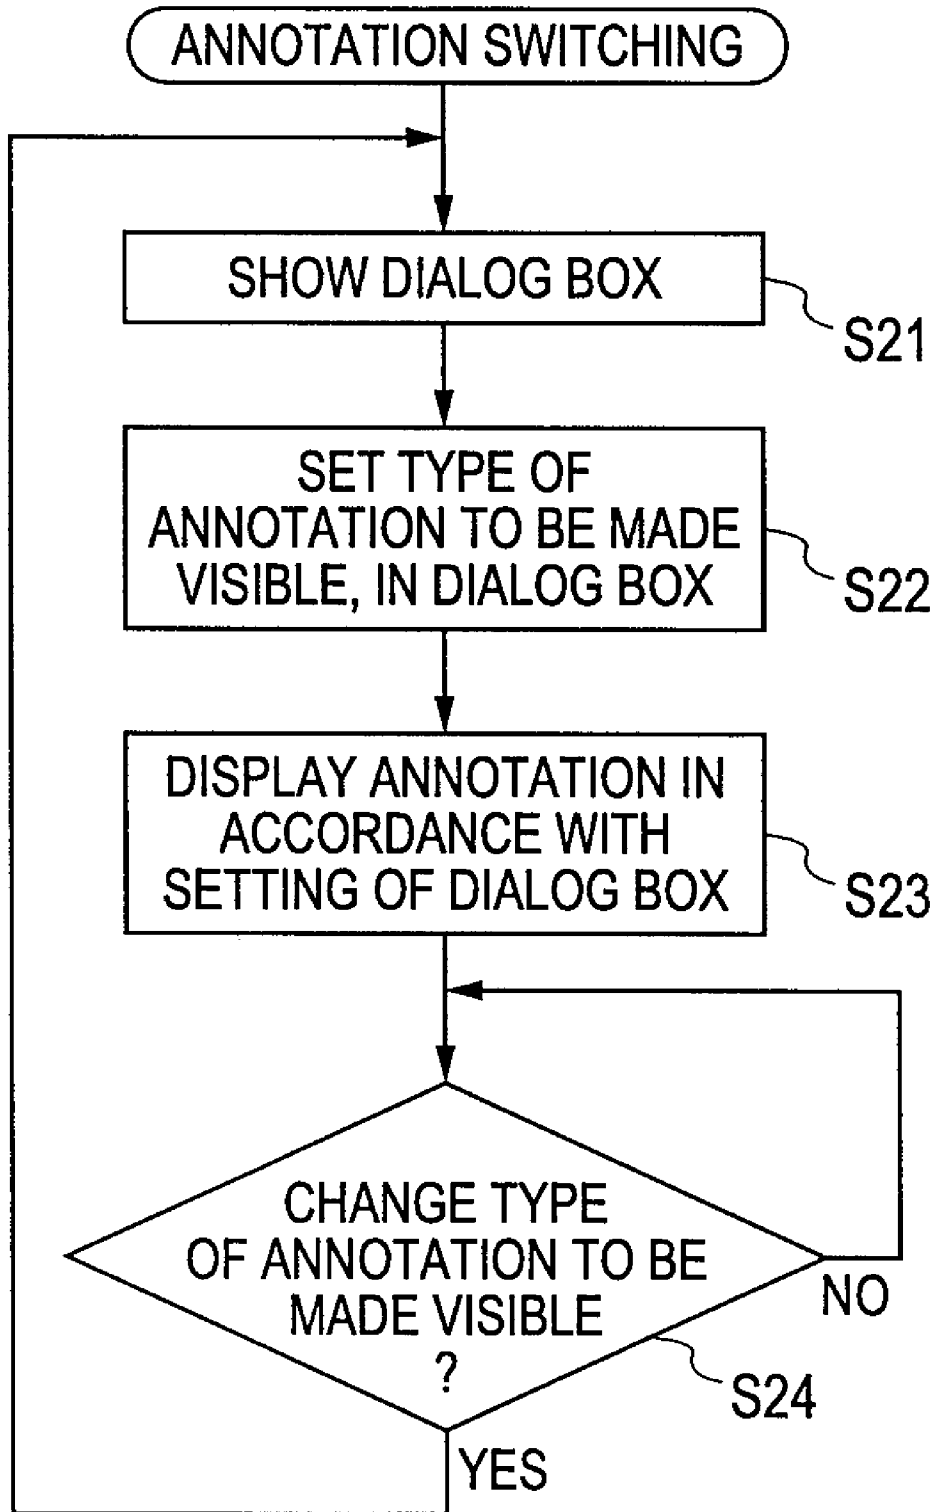 ANNOTATION SWITCHING
SHOW DIALOG BOX
S21
SET TYPE OF
ANNOTATION TO BE MADE
VISIBLE, IN DIALOG BOX
S22
DISPLAY ANNOTATION IN
ACCORDANCE WITH
SETTING OF DIALOG BOX
S23
CHANGE TYPE
OF ANNOTATION TO BE
MADE VISIBLE
?
NO
S24
YES